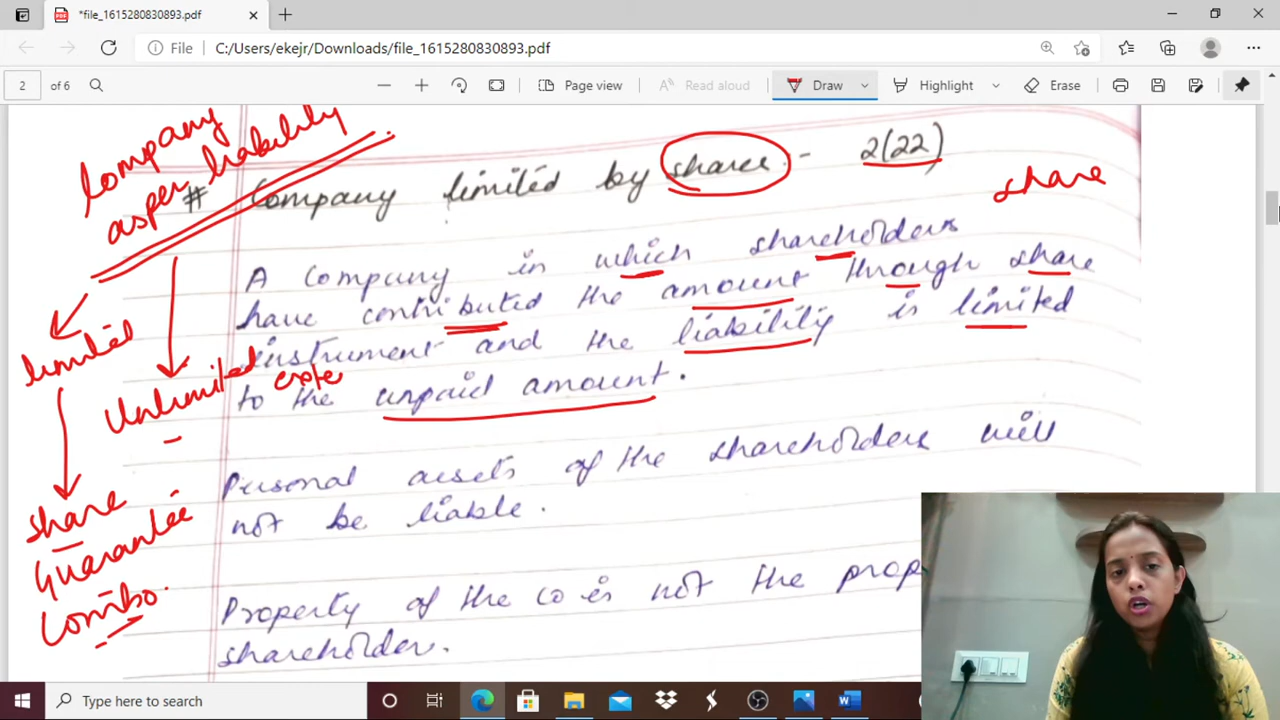 *file_1615280830893.pdf
File C:/Users/ekejr/Downloads/file_1615280830893.pdf
2 of 6 Page view Read aloud Draw Highlight Erase
Company
as per liability
# Company limited by shares - 2(22)
share
A company in which shareholders
have contributed the amount through share
instrument and the liability is limited
to the unpaid amount.
limited
Unlimited
share
Guarantee
Combo.
Personal assets of the shareholders will
not be liable.
Property of the co is not the prop
shareholder.
Type here to search